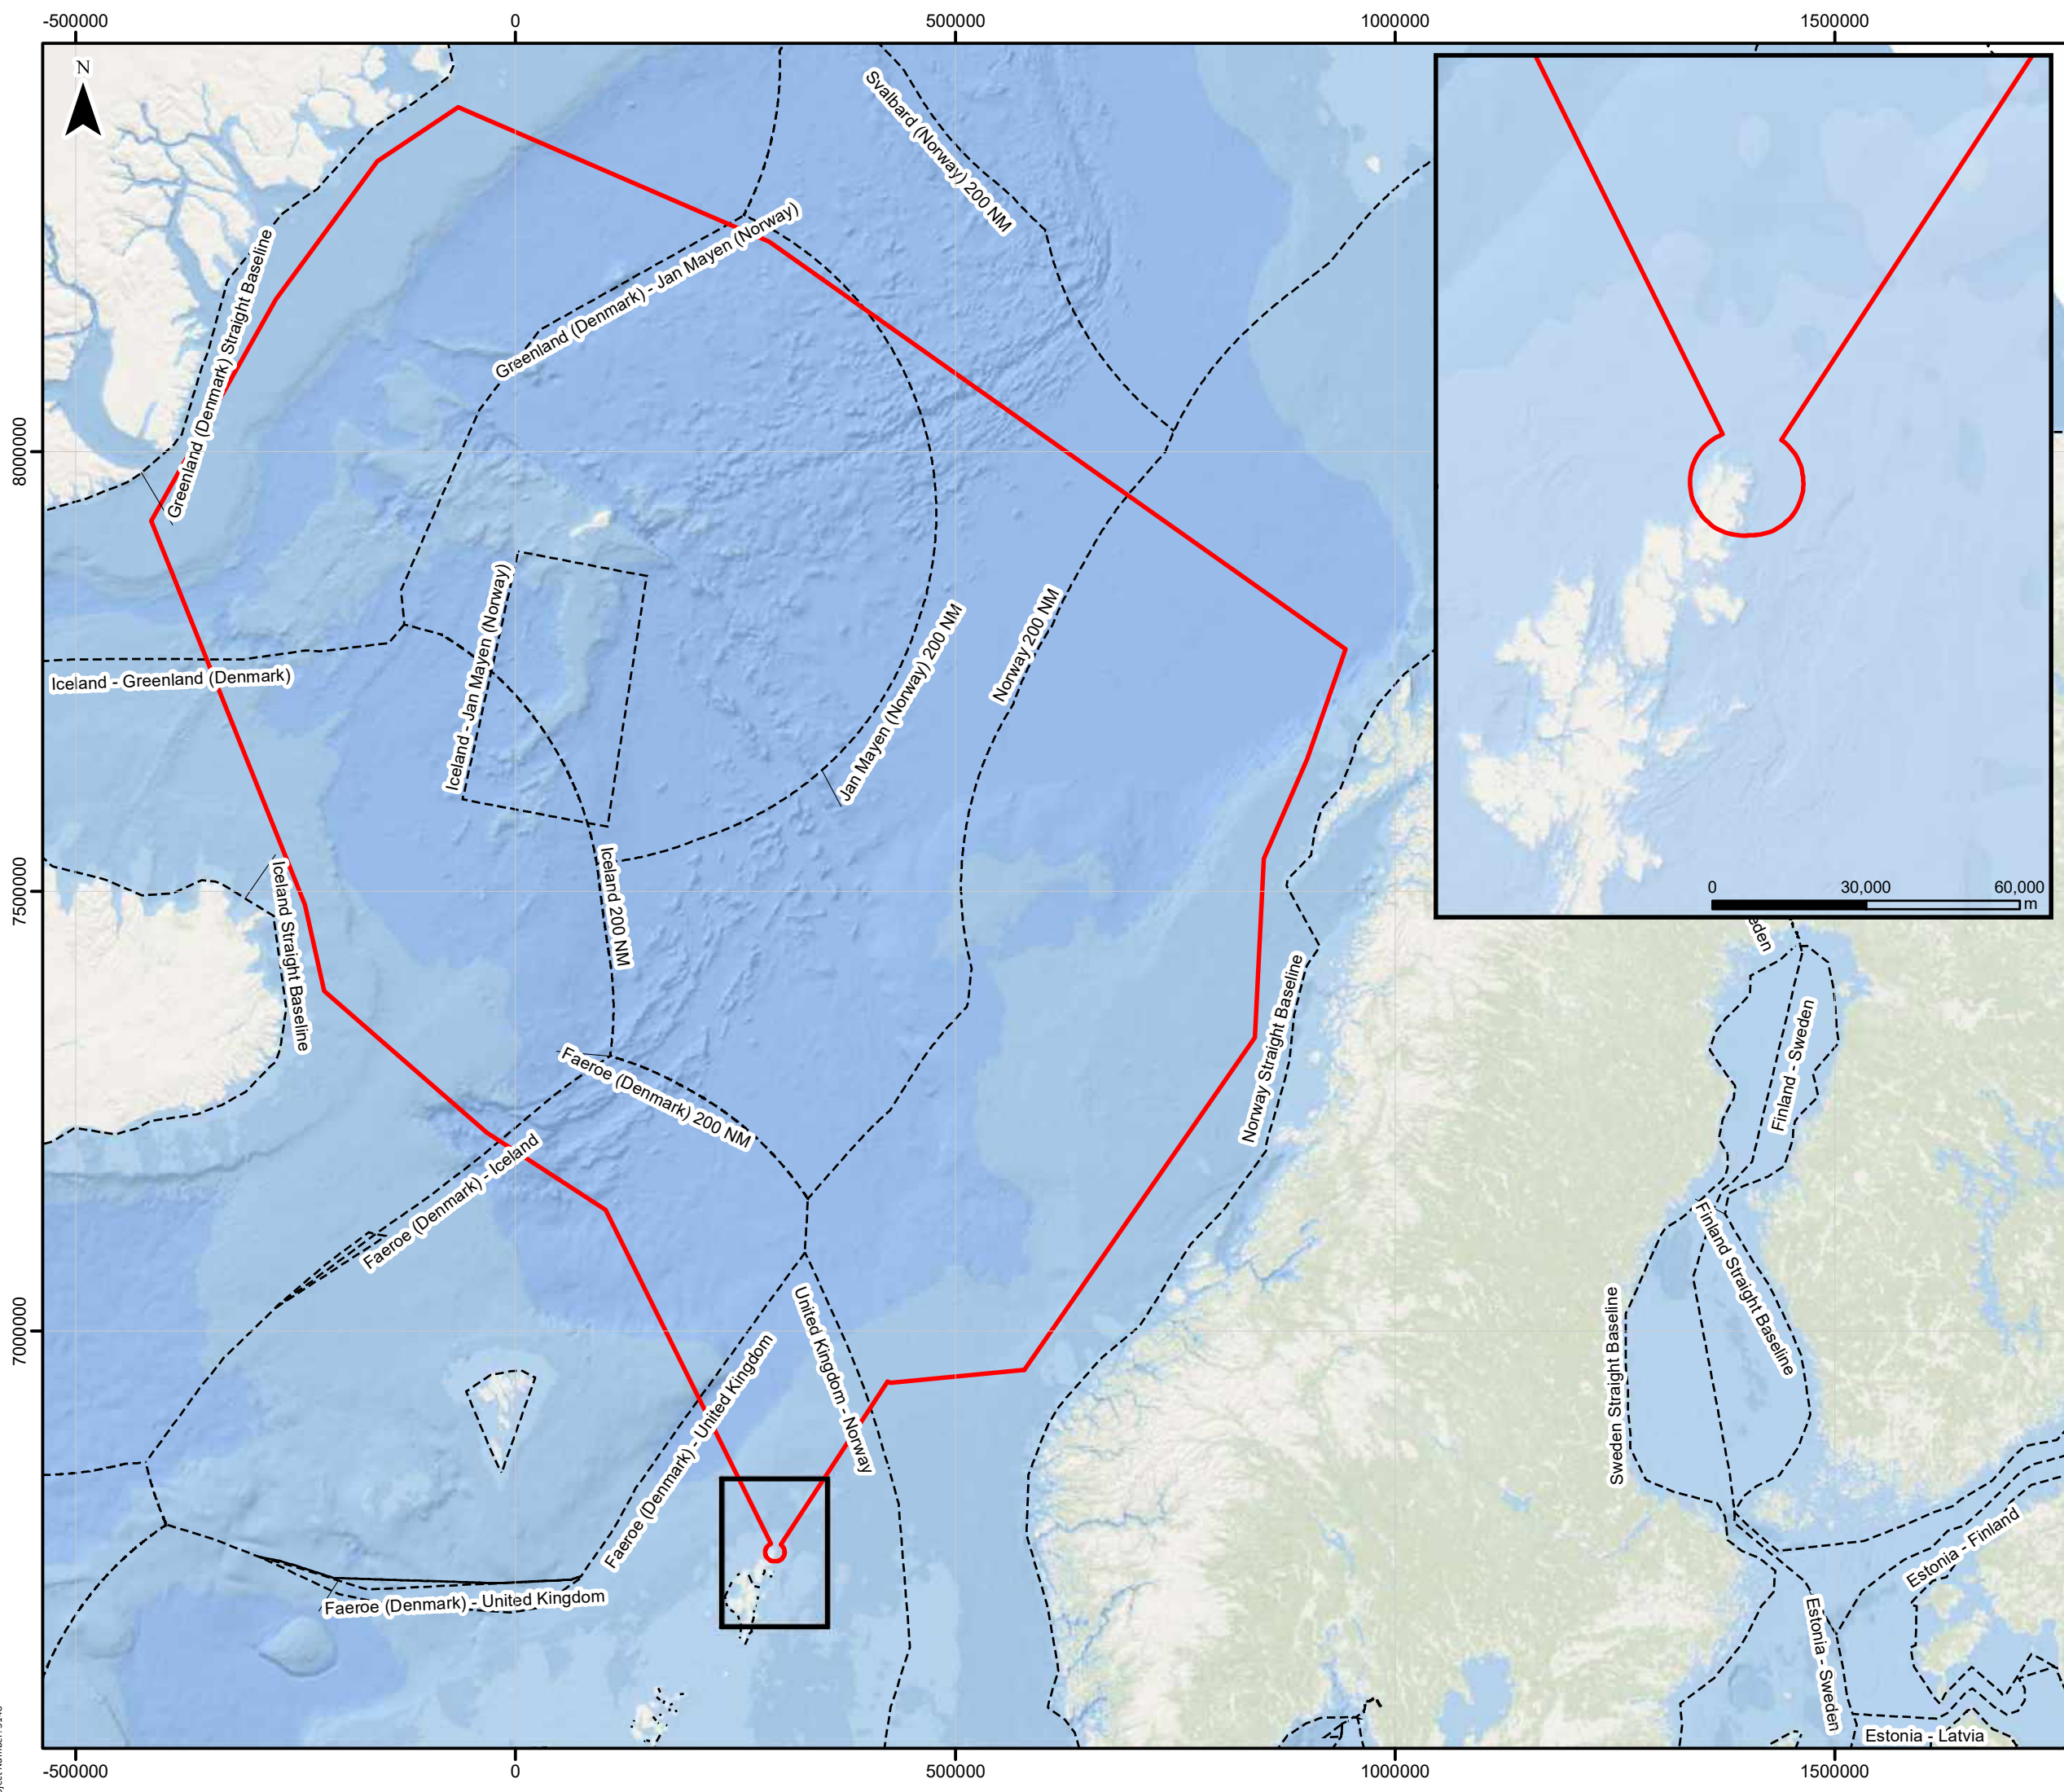 -500000
0
500000
1000000
1500000
N
Svalbard (Norway) 200 NM
Greenland (Denmark) - Jan Mayen (Norway)
Greenland (Denmark) Straight Baseline
8000000
Iceland - Jan Mayen (Norway)
Jan Mayen (Norway) 200 NM
Norway 200 NM
Iceland - Greenland (Denmark)
7500000
Iceland 200 NM
Iceland Straight Baseline
0
30,000
60,000
m
eden
Norway Straight Baseline
Finland - Sweden
Faeroe (Denmark) 200 NM
Faeroe (Denmark) - Iceland
7000000
United Kingdom - Norway
Faeroe (Denmark) - United Kingdom
Finland Straight Baseline
Sweden Straight Baseline
Faeroe (Denmark) - United Kingdom
Estonia - Finland
Estonia - Sweden
Estonia - Latvia
-500000
0
500000
1000000
1500000